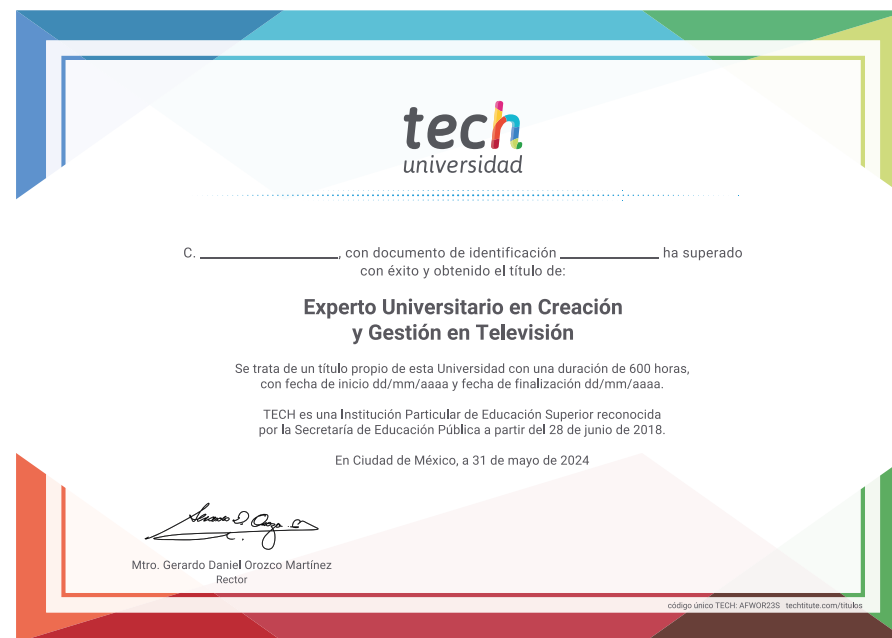 tech
universidad
C. ____________, con documento de identificación ____________ ha superado
con éxito y obtenido el título de:
Experto Universitario en Creación
y Gestión en Televisión
Se trata de un título propio de esta Universidad con una duración de 600 horas,
con fecha de inicio dd/mm/aaaa y fecha de finalización dd/mm/aaaa.
TECH es una Institución Particular de Educación Superior reconocida
por la Secretaría de Educación Pública a partir del 28 de junio de 2018.
En Ciudad de México, a 31 de mayo de 2024
Mtro. Gerardo Daniel Orozco Martínez
Rector
código único TECH: AFWOR23S techtitute.com/titulos